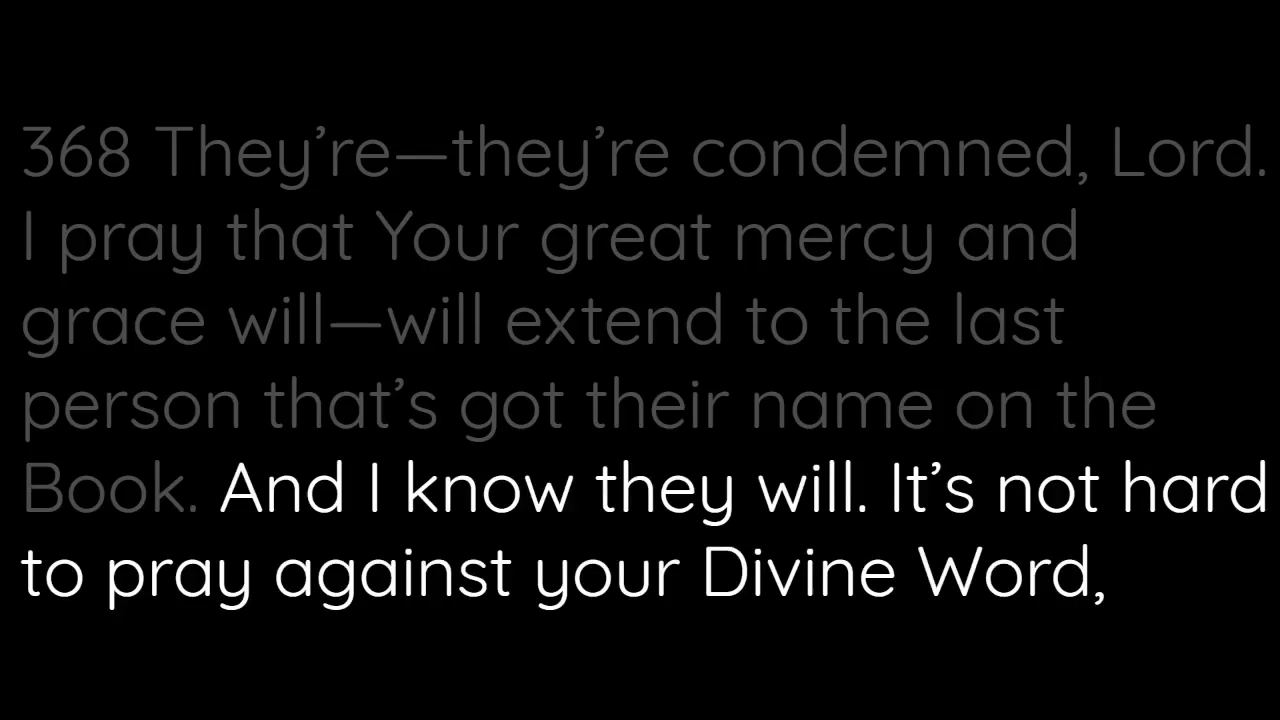 368 They’re—they’re condemned, Lord.
I pray that Your great mercy and
grace will—will extend to the last
person that’s got their name on the
Book. And I know they will. It’s not hard
to pray against your Divine Word,